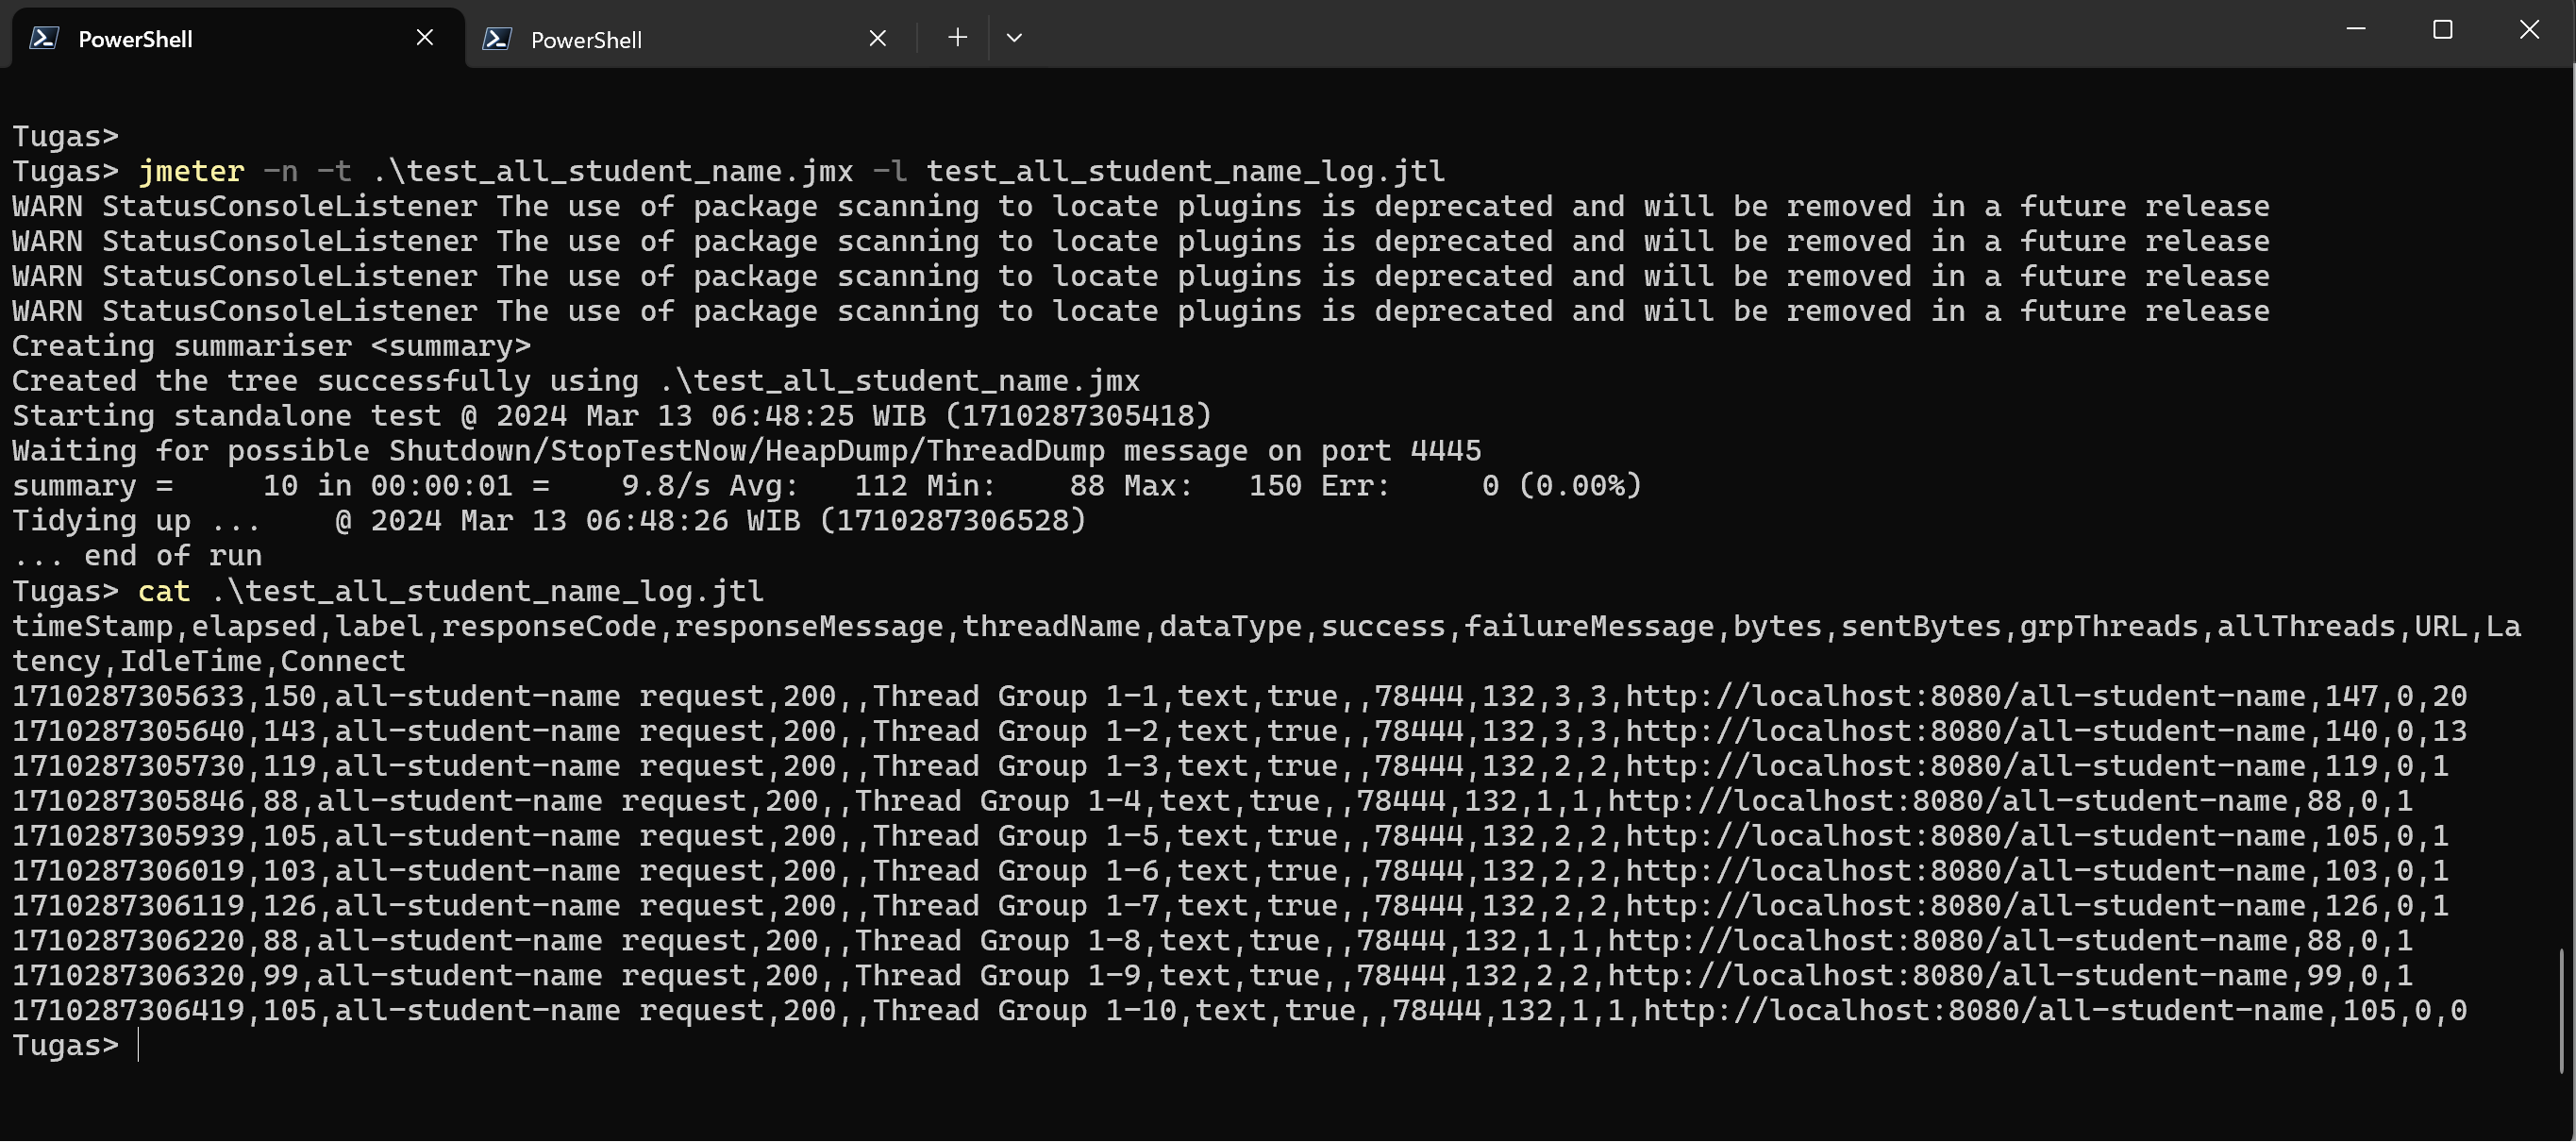 PowerShell
PowerShell
Tugas>
Tugas> jmeter -n -t .\test_all_student_name.jmx -l test_all_student_name_log.jtl
WARN StatusConsoleListener The use of package scanning to locate plugins is deprecated and will be removed in a future release
WARN StatusConsoleListener The use of package scanning to locate plugins is deprecated and will be removed in a future release
WARN StatusConsoleListener The use of package scanning to locate plugins is deprecated and will be removed in a future release
WARN StatusConsoleListener The use of package scanning to locate plugins is deprecated and will be removed in a future release
Creating summariser <summary>
Created the tree successfully using .\test_all_student_name.jmx
Starting standalone test @ 2024 Mar 13 06:48:25 WIB (1710287305418)
Waiting for possible Shutdown/StopTestNow/HeapDump/ThreadDump message on port 4445
summary =     10 in 00:00:01 =    9.8/s Avg:   112 Min:    88 Max:   150 Err:     0 (0.00%)
Tidying up ...    @ 2024 Mar 13 06:48:26 WIB (1710287306528)
... end of run
Tugas> cat .\test_all_student_name_log.jtl
timeStamp,elapsed,label,responseCode,responseMessage,threadName,dataType,success,failureMessage,bytes,sentBytes,grpThreads,allThreads,URL,La
tency,IdleTime,Connect
1710287305633,150,all-student-name request,200,,Thread Group 1-1,text,true,,78444,132,3,3,http://localhost:8080/all-student-name,147,0,20
1710287305640,143,all-student-name request,200,,Thread Group 1-2,text,true,,78444,132,3,3,http://localhost:8080/all-student-name,140,0,13
1710287305730,119,all-student-name request,200,,Thread Group 1-3,text,true,,78444,132,2,2,http://localhost:8080/all-student-name,119,0,1
1710287305846,88,all-student-name request,200,,Thread Group 1-4,text,true,,78444,132,1,1,http://localhost:8080/all-student-name,88,0,1
1710287305939,105,all-student-name request,200,,Thread Group 1-5,text,true,,78444,132,2,2,http://localhost:8080/all-student-name,105,0,1
1710287306019,103,all-student-name request,200,,Thread Group 1-6,text,true,,78444,132,2,2,http://localhost:8080/all-student-name,103,0,1
1710287306119,126,all-student-name request,200,,Thread Group 1-7,text,true,,78444,132,2,2,http://localhost:8080/all-student-name,126,0,1
1710287306220,88,all-student-name request,200,,Thread Group 1-8,text,true,,78444,132,1,1,http://localhost:8080/all-student-name,88,0,1
1710287306320,99,all-student-name request,200,,Thread Group 1-9,text,true,,78444,132,2,2,http://localhost:8080/all-student-name,99,0,1
1710287306419,105,all-student-name request,200,,Thread Group 1-10,text,true,,78444,132,1,1,http://localhost:8080/all-student-name,105,0,0
Tugas>